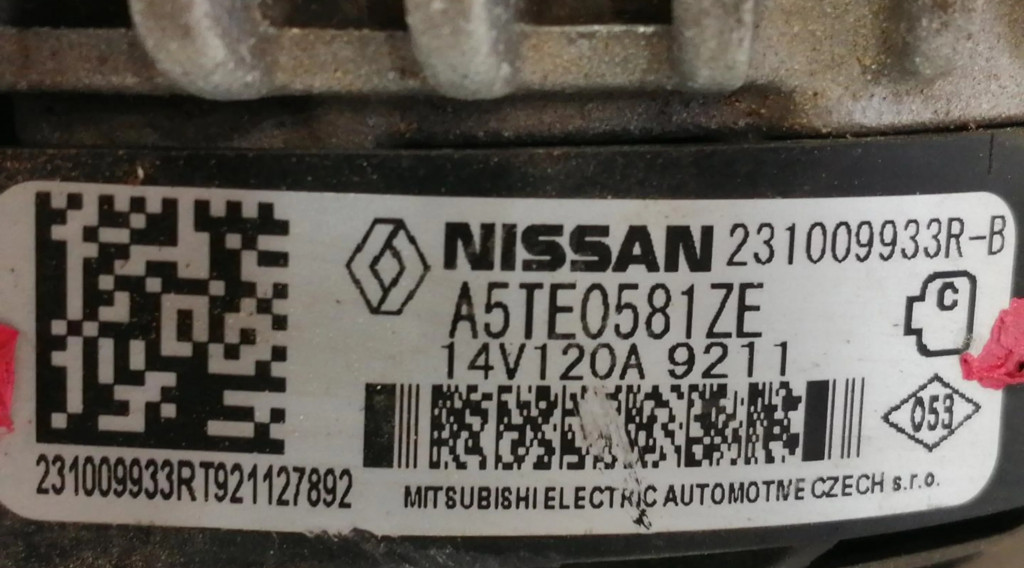 NISSAN 231009933R-B
A5TE0581ZE
C
14V120A 9211
053
231009933RT921127892
MITSUBISHI ELECTRIC AUTOMOTIVE CZECH s.r.o.